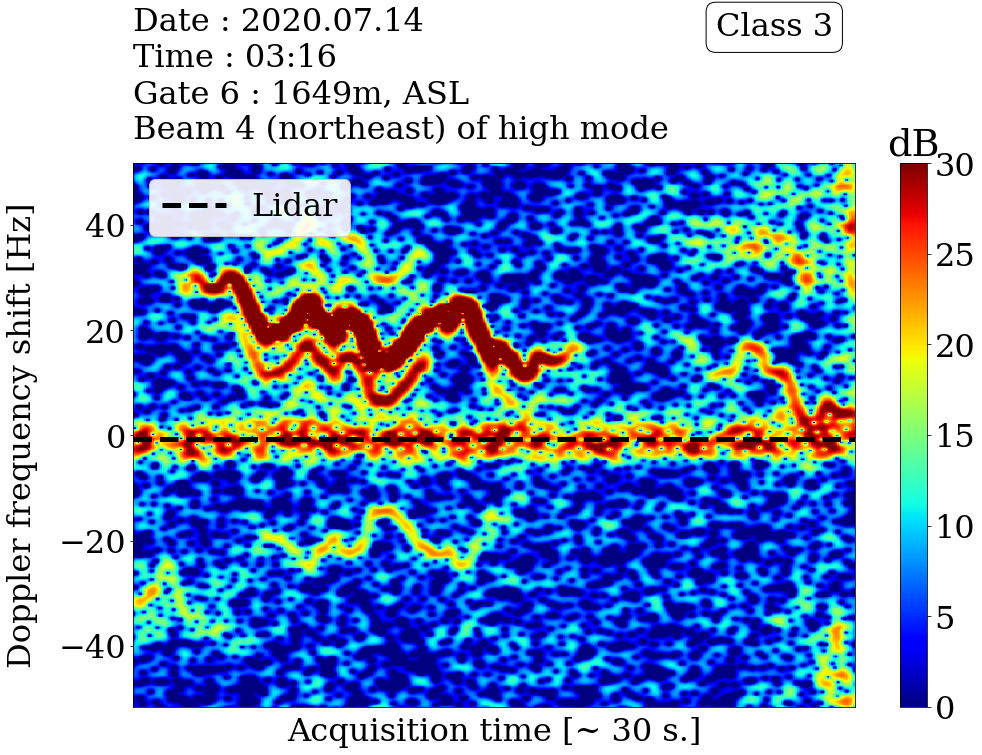 Date : 2020.07.14
Time : 03:16
Gate 6 : 1649m, ASL
Beam 4 (northeast) of high mode
Class 3
dB
Lidar
Doppler frequency shift [Hz]
40
20
0
−20
−40
Acquisition time [~ 30 s.]
30
25
20
15
10
5
0